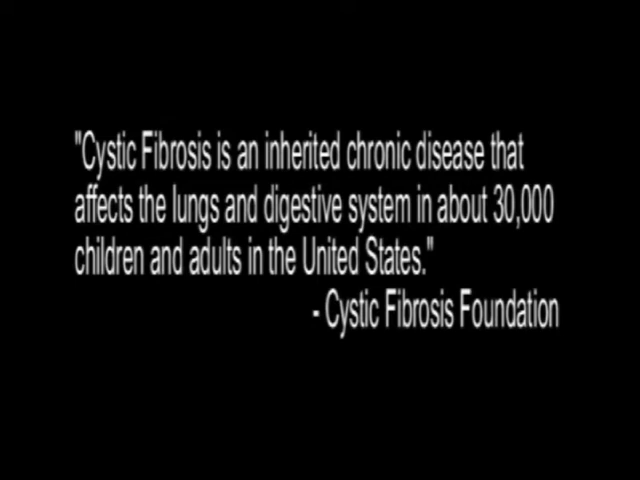 "Cystic Fibrosis is an inherited chronic disease that
affects the lungs and digestive system in about 30,000
children and adults in the United States."
- Cystic Fibrosis Foundation